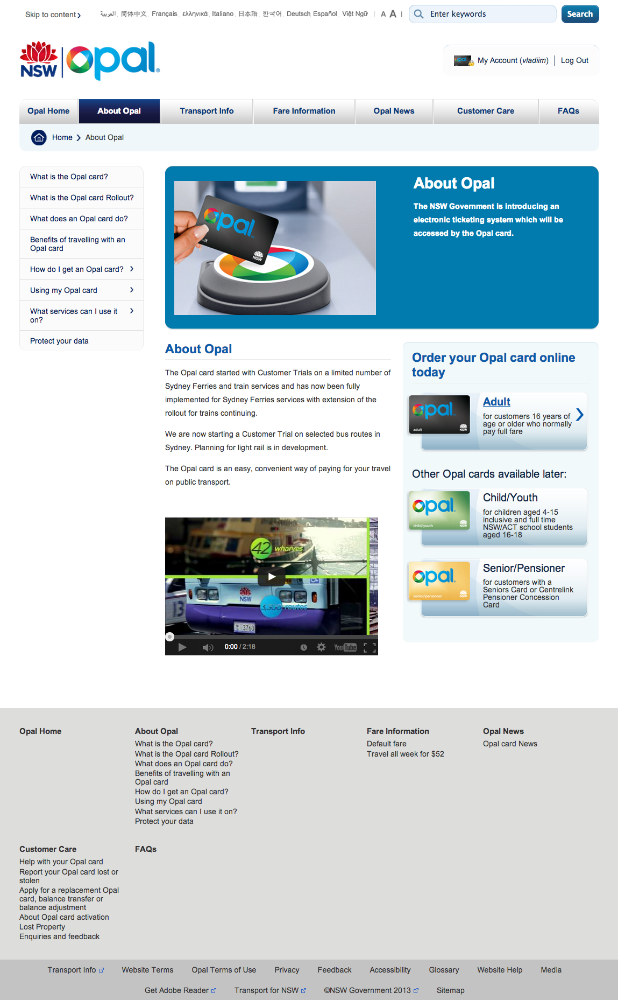 Skip to content
العربية 简体中文 Français ελληνικά Italiano 日本語 한국어 Deutsch Español Việt Ngữ | A A |
Enter keywords
Search
NSW | opal
My Account (vladiim) | Log Out
Opal Home
About Opal
Transport Info
Fare Information
Opal News
Customer Care
FAQs
Home
About Opal
What is the Opal card?
What is the Opal card Rollout?
What does an Opal card do?
Benefits of travelling with an
Opal card
How do I get an Opal card?
Using my Opal card
What services can I use it
on?
Protect your data
opal
NSW
About Opal
The NSW Government is introducing an
electronic ticketing system which will be
accessed by the Opal card.
About Opal
The Opal card started with Customer Trials on a limited number of
Sydney Ferries and train services and has now been fully
implemented for Sydney Ferries services with extension of the
rollout for trains continuing.
We are now starting a Customer Trial on selected bus routes in
Sydney. Planning for light rail is in development.
The Opal card is an easy, convenient way of paying for your travel
on public transport.
42 wharves
NSW
3,300 routes
3760
0:00 / 2:18
YouTube
Order your Opal card online
today
opal
adult
NSW
Adult
for customers 16 years of
age or older who normally
pay full fare
Other Opal cards available later:
opal
child/youth
NSW
Child/Youth
for children aged 4-15
inclusive and full time
NSW/ACT school students
aged 16-18
opal
senior/pensioner
NSW
Senior/Pensioner
for customers with a
Seniors Card or Centrelink
Pensioner Concession
Card
Opal Home
About Opal
What is the Opal card?
What is the Opal card Rollout?
What does an Opal card do?
Benefits of travelling with an
Opal card
How do I get an Opal card?
Using my Opal card
What services can I use it on?
Protect your data
Transport Info
Fare Information
Default fare
Travel all week for $52
Opal News
Opal card News
Customer Care
Help with your Opal card
Report your Opal card lost or
stolen
Apply for a replacement Opal
card, balance transfer or
balance adjustment
About Opal card activation
Lost Property
Enquiries and feedback
FAQs
Transport Info
Website Terms
Opal Terms of Use
Privacy
Feedback
Accessibility
Glossary
Website Help
Media
Get Adobe Reader
Transport for NSW
©NSW Government 2013
Sitemap